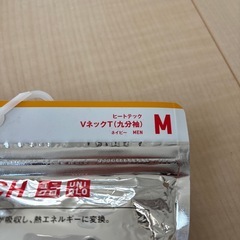 ヒートテック
VネックT(九分袖)
ネイビー MEN
M
CH
UNI
QLO
吸収し、熱エネルギーに変換。